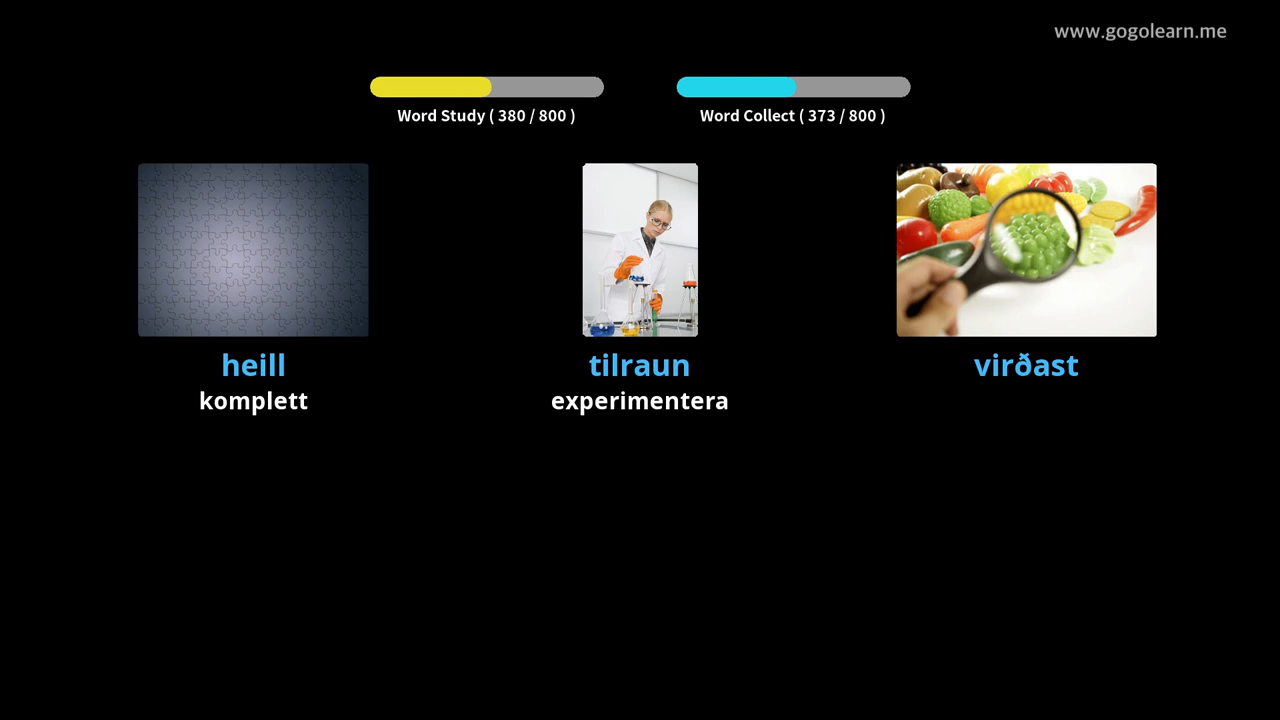 www.gogolearn.me
Word Study ( 380 / 800 )
Word Collect ( 373 / 800 )
heill
komplett
tilraun
experimentera
virðast